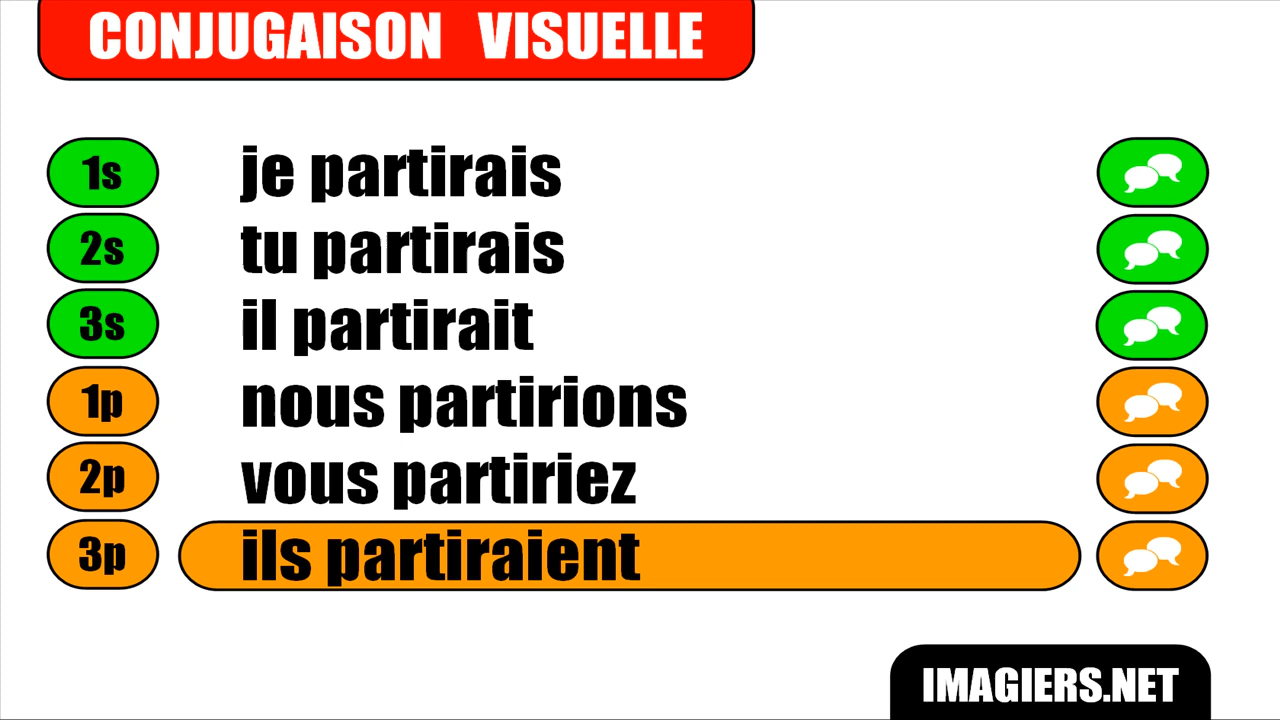 CONJUGAISON VISUELLE
1s je partirais
2s tu partirais
3s il partirait
1p nous partirions
2p vous partiriez
3p ils partiraient
IMAGIERS.NET